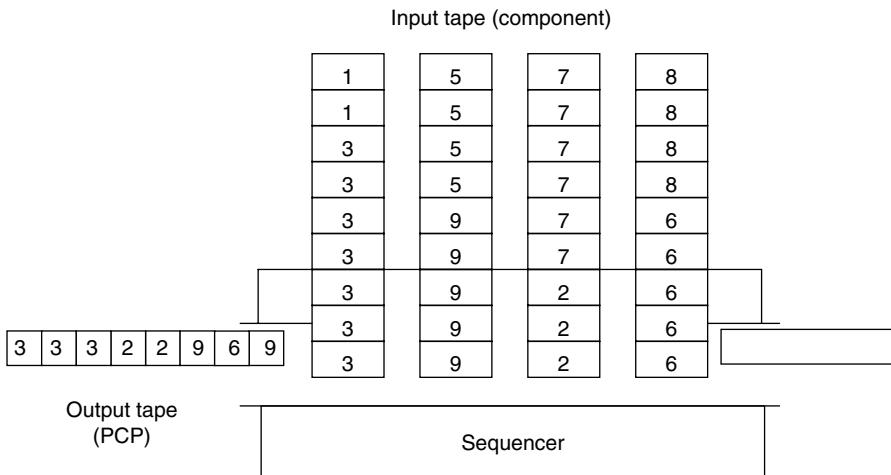 Input tape (component)
1 5 7 8
1 5 7 8
3 5 7 8
3 5 7 8
3 9 7 6
3 9 7 6
3 9 2 6
3 9 2 6
3 3 3 2 2 9 6 9
3 9 2 6
Output tape
(PCP)
Sequencer